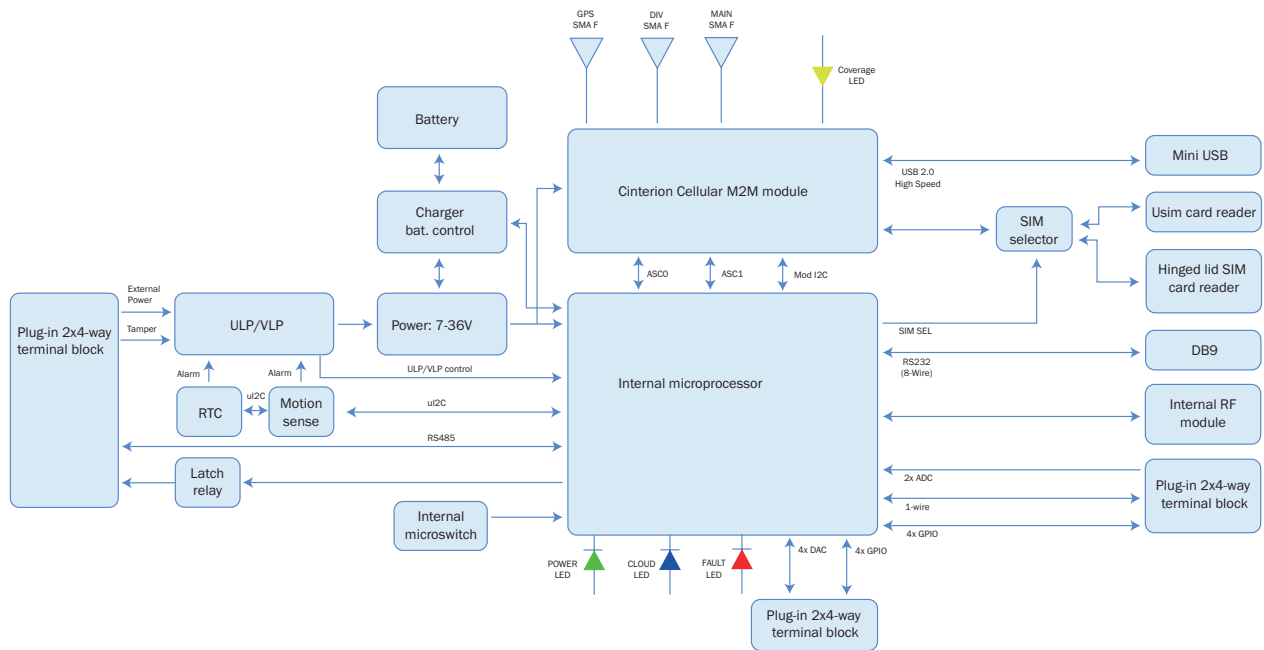 GPS
SMA F
DIV
SMA F
MAIN
SMA F
Coverage
LED
Battery
Cinterion Cellular M2M module
Mini USB
USB 2.0
High Speed
Charger
bat. control
SIM
selector
Usim card reader
Hinged lid SIM
card reader
ASC0
ASC1
Mod I2C
External
Power
Tamper
Plug-in 2x4-way
terminal block
ULP/VLP
Power: 7-36V
SIM SEL
RS232
(8-Wire)
DB9
Alarm
Alarm
ULP/VLP control
Internal microprocessor
RTC
uI2C
Motion
sense
uI2C
Internal RF
module
RS485
Latch
relay
2x ADC
1-wire
4x GPIO
Plug-in 2x4-way
terminal block
Internal
microswitch
POWER
LED
CLOUD
LED
FAULT
LED
4x DAC
4x GPIO
Plug-in 2x4-way
terminal block